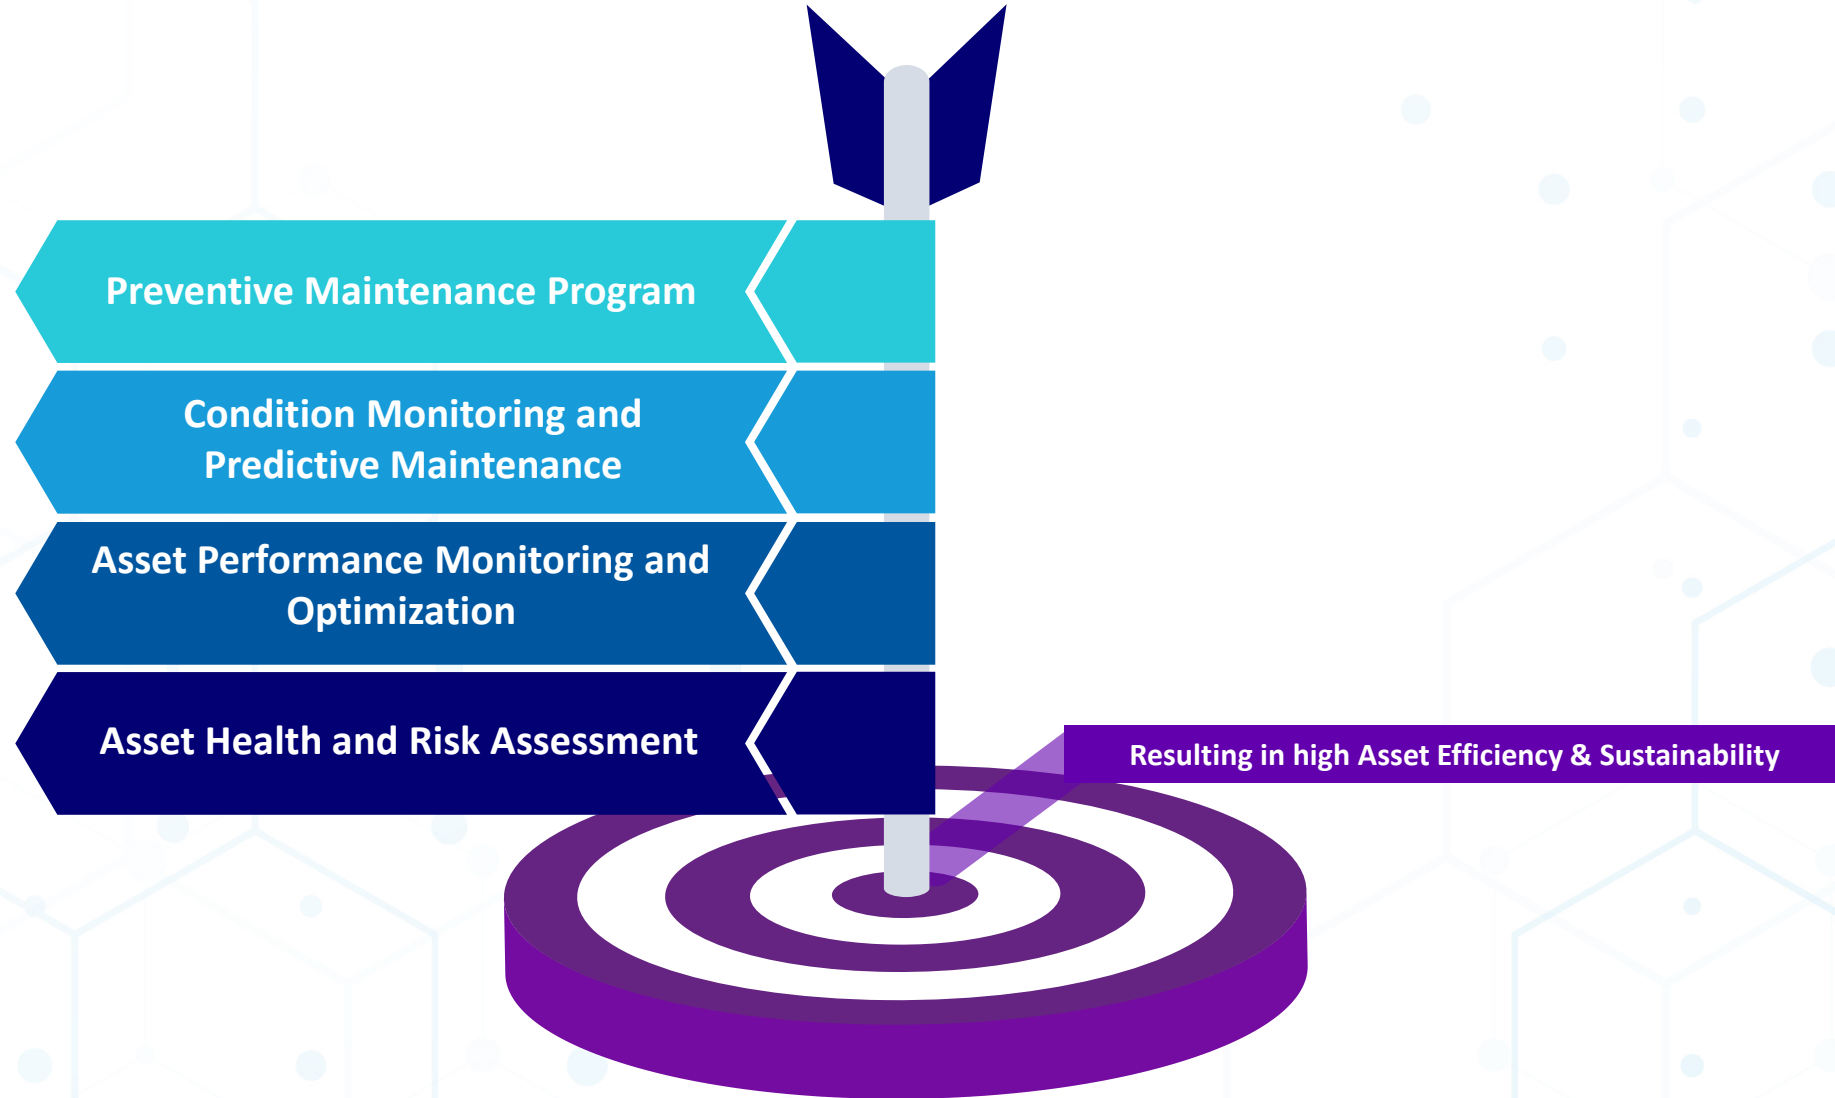 Preventive Maintenance Program
Condition Monitoring and
Predictive Maintenance
Asset Performance Monitoring and
Optimization
Asset Health and Risk Assessment
Resulting in high Asset Efficiency & Sustainability